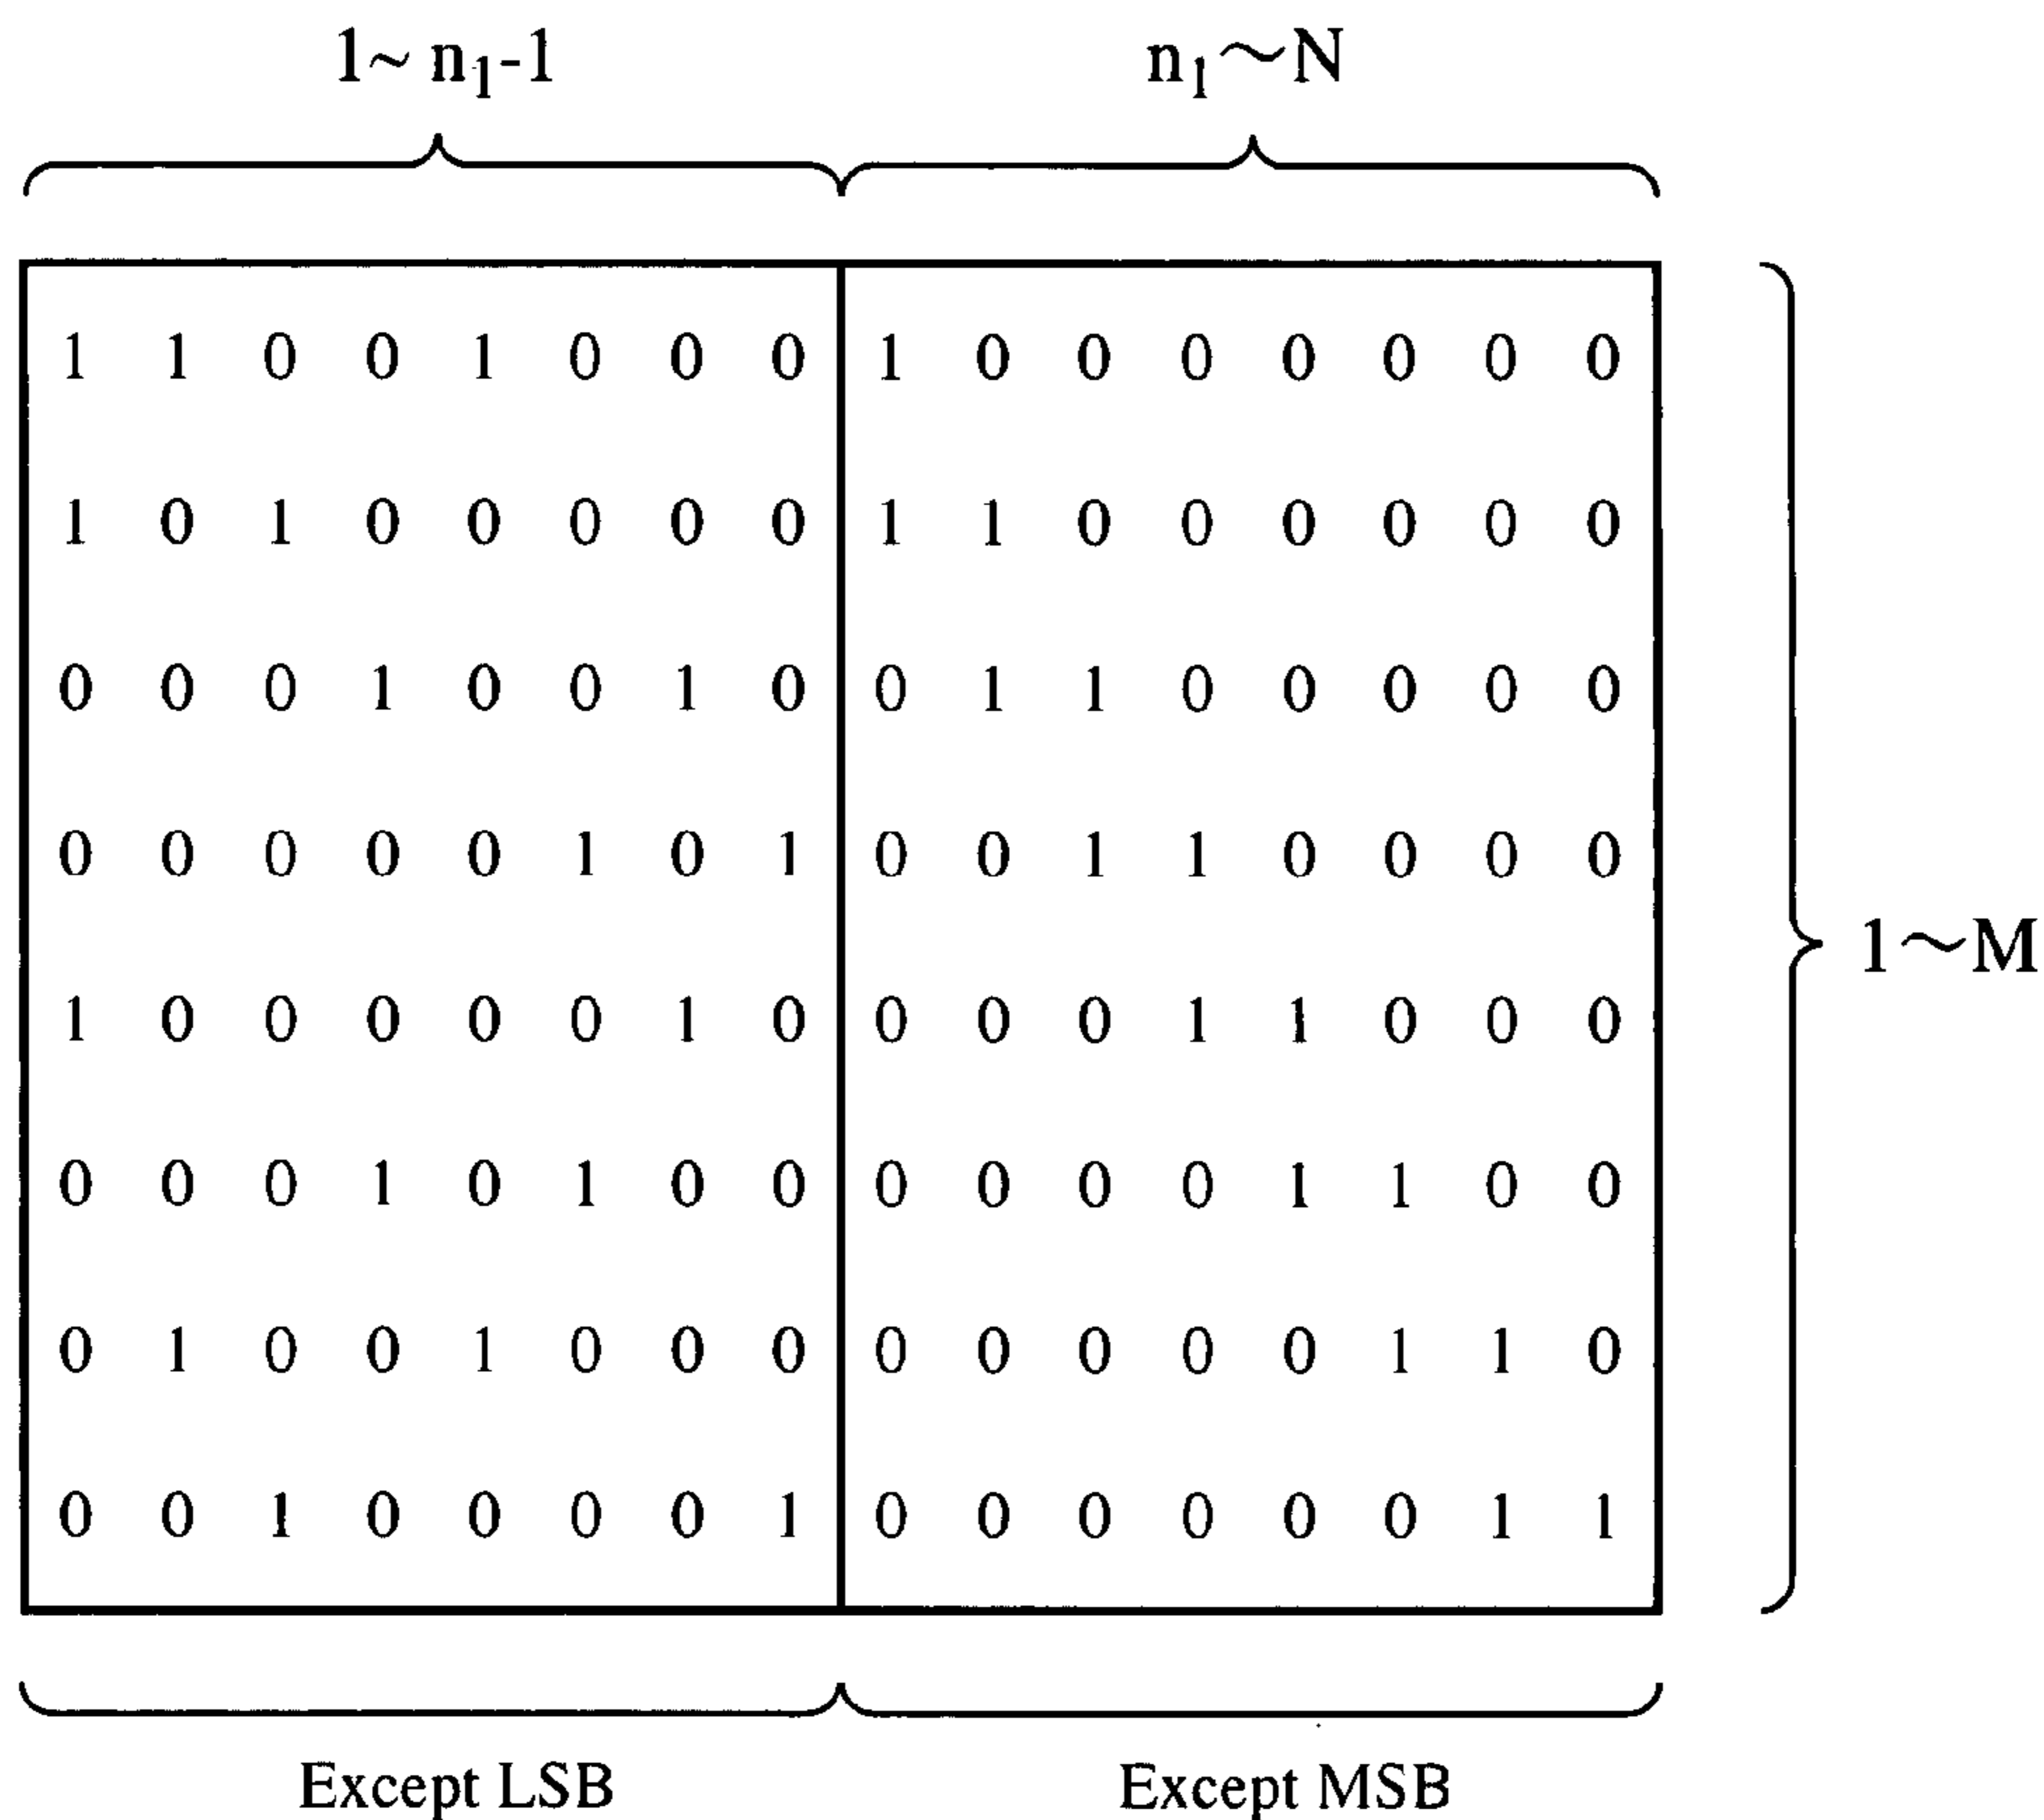 1~ n₁-1 n₁~N
1 1 0 0 1 0 0 0 1 0 0 0 0 0 0 0
1 0 1 0 0 0 0 0 1 1 0 0 0 0 0 0
0 0 0 1 0 0 1 0 0 1 1 0 0 0 0 0
0 0 0 0 0 1 0 1 0 0 1 1 0 0 0 0
1~M
1 0 0 0 0 0 1 0 0 0 0 1 1 0 0 0
0 0 0 1 0 1 0 0 0 0 0 0 1 1 0 0
0 1 0 0 1 0 0 0 0 0 0 0 0 1 1 0
0 0 1 0 0 0 0 1 0 0 0 0 0 0 1 1
Except LSB Except MSB